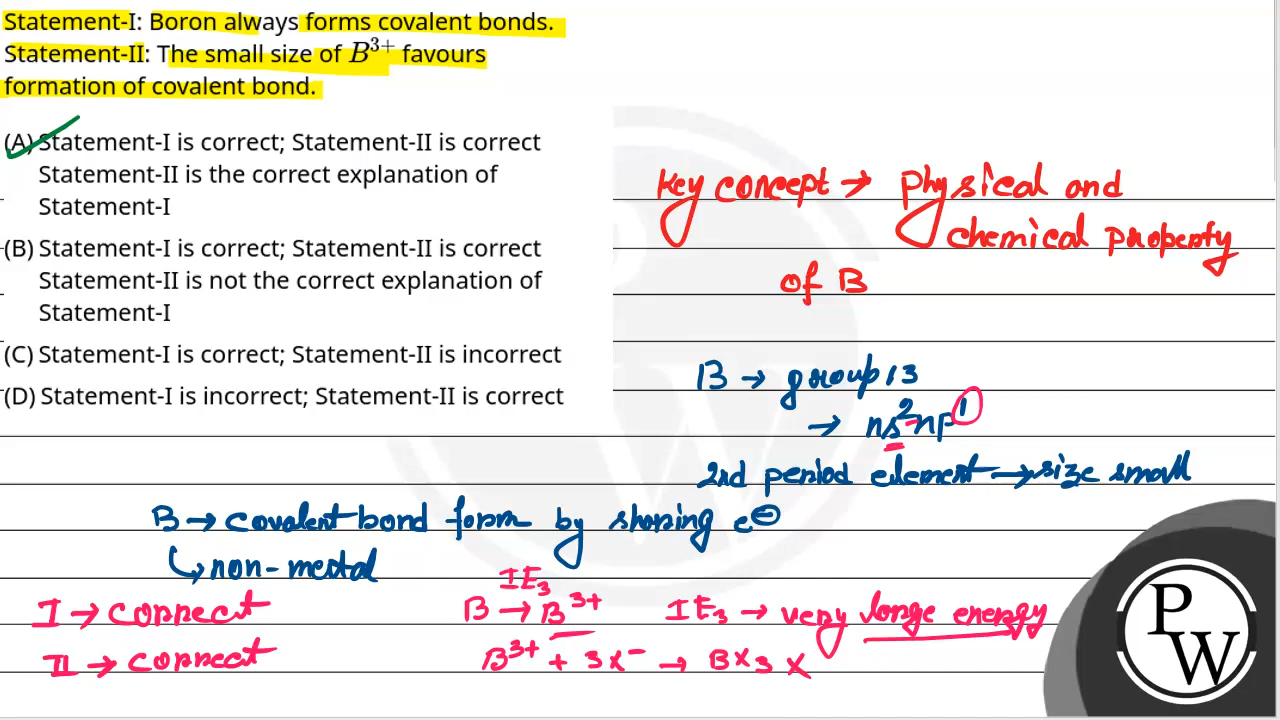 Statement-I: Boron always forms covalent bonds.
Statement-II: The small size of B³⁺ favours
formation of covalent bond.
(A) Statement-I is correct; Statement-II is correct
Statement-II is the correct explanation of
Statement-I
(B) Statement-I is correct; Statement-II is correct
Statement-II is not the correct explanation of
Statement-I
(C) Statement-I is correct; Statement-II is incorrect
(D) Statement-I is incorrect; Statement-II is correct
Key concept → Physical and
chemical property
of B
B → group 13
→ ns²np¹
2nd period element → size small
B → covalent bond form by sharing e⊖
↳ non-metal
I → correct
II → correct
IE₃
B → B³⁺
IE₃ → very large energy
B³⁺ + 3X⁻ → BX₃ X
P
W